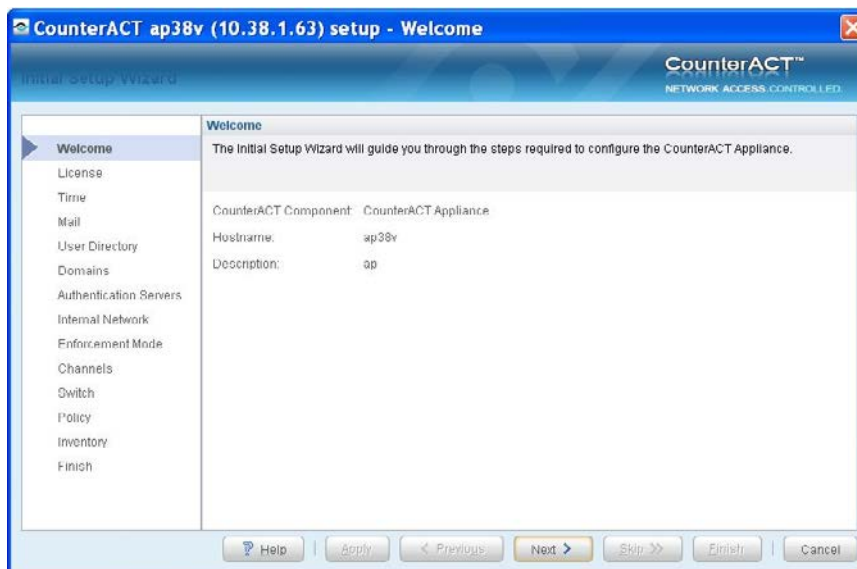 CounterACT ap38v (10.38.1.63) setup - Welcome
Initial Setup Wizard
CounterACT™
NETWORK ACCESS.CONTROLLED.
Welcome
License
Time
Mail
User Directory
Domains
Authentication Servers
Internal Network
Enforcement Mode
Channels
Switch
Policy
Inventory
Finish
Welcome
The Initial Setup Wizard will guide you through the steps required to configure the CounterACT Appliance.
CounterACT Component: CounterACT Appliance
Hostname: ap38v
Description: ap
? Help | Apply < Previous Next > Skip >> Finish | Cancel